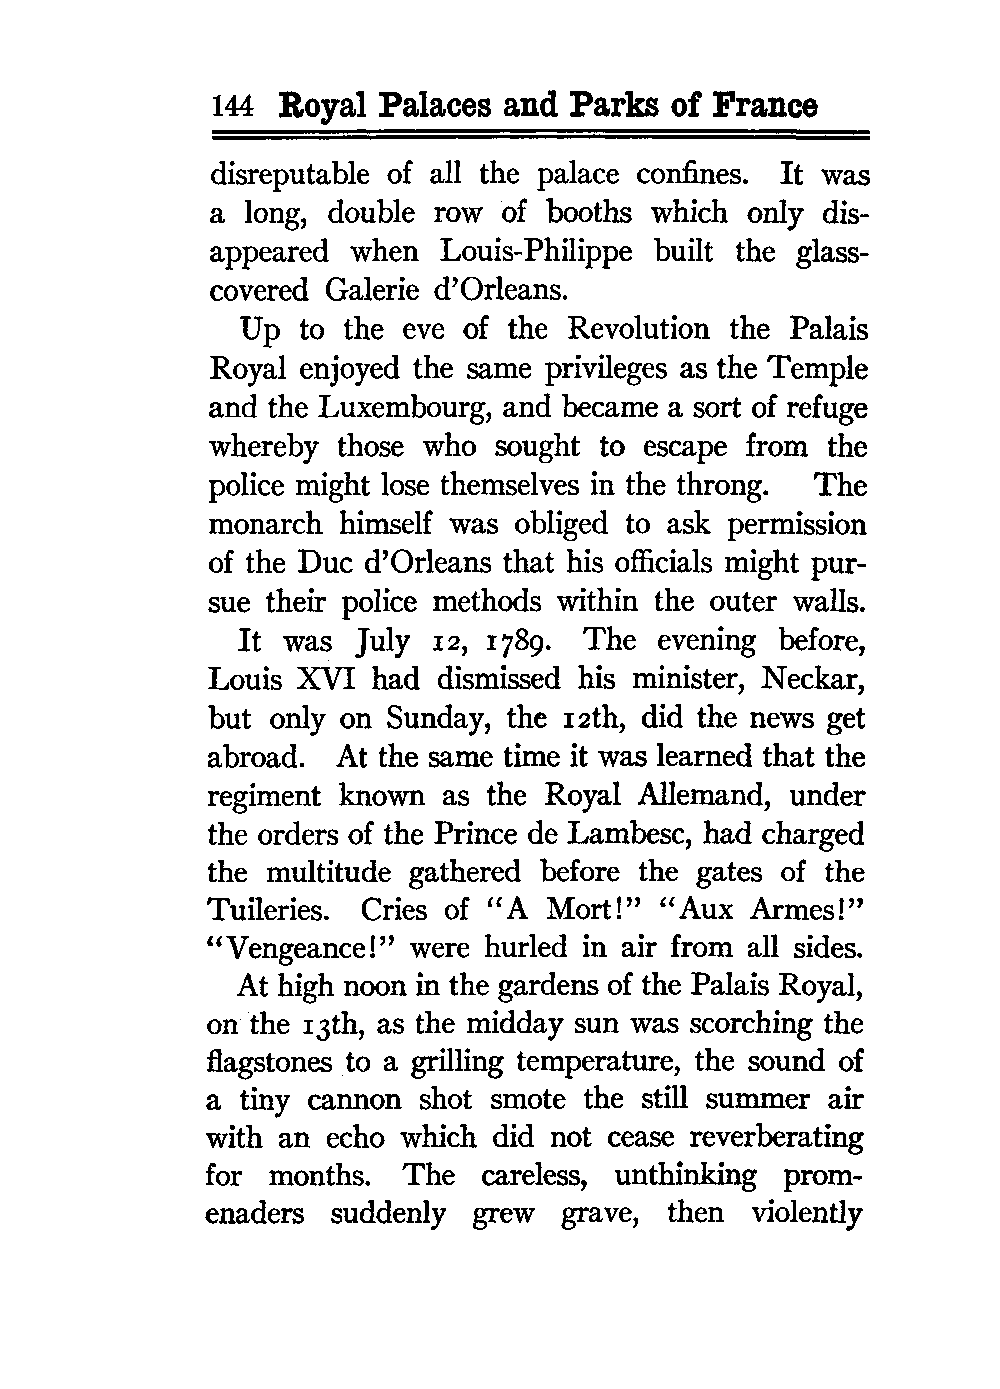 144 Royal Palaces and Parks of France
disreputable of all the palace confines. It was
a long, double row of booths which only dis-
appeared when Louis-Philippe built the glass-
covered Galerie d'Orleans.
Up to the eve of the Revolution the Palais
Royal enjoyed the same privileges as the Temple
and the Luxembourg, and became a sort of refuge
whereby those who sought to escape from the
police might lose themselves in the throng. The
monarch himself was obliged to ask permission
of the Duc d'Orleans that his officials might pur-
sue their police methods within the outer walls.
It was July 12, 1789. The evening before,
Louis XVI had dismissed his minister, Neckar,
but only on Sunday, the 12th, did the news get
abroad. At the same time it was learned that the
regiment known as the Royal Allemand, under
the orders of the Prince de Lambesc, had charged
the multitude gathered before the gates of the
Tuileries. Cries of "A Mort!" "Aux Armes!"
"Vengeance!" were hurled in air from all sides.
At high noon in the gardens of the Palais Royal,
on the 13th, as the midday sun was scorching the
flagstones to a grilling temperature, the sound of
a tiny cannon shot smote the still summer air
with an echo which did not cease reverberating
for months. The careless, unthinking prom-
enaders suddenly grew grave, then violently